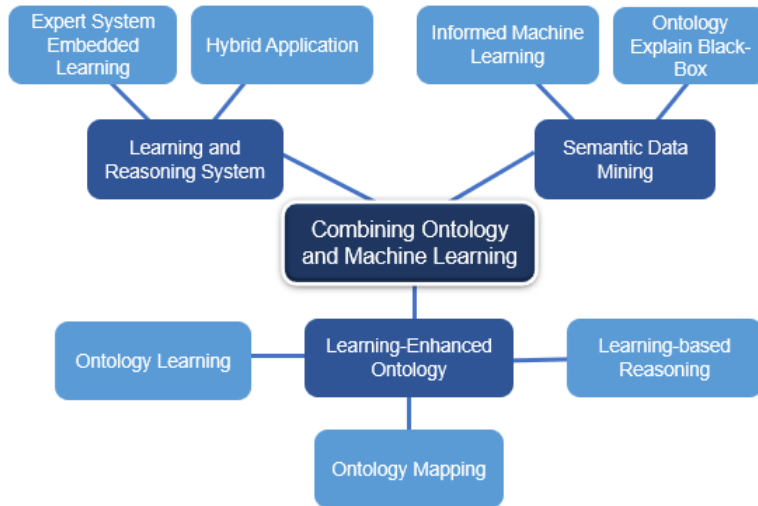 Expert System
Embedded
Learning
Hybrid Application
Informed Machine
Learning
Ontology
Explain Black-
Box
Learning and
Reasoning System
Semantic Data
Mining
Combining Ontology
and Machine Learning
Ontology Learning
Learning-Enhanced
Ontology
Learning-based
Reasoning
Ontology Mapping